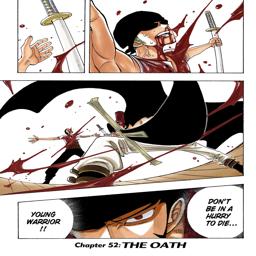 Chapter 52: THE OATH
DON'T
BE IN A
HURRY
TO DIE...
YOUNG
WARRIOR
!!